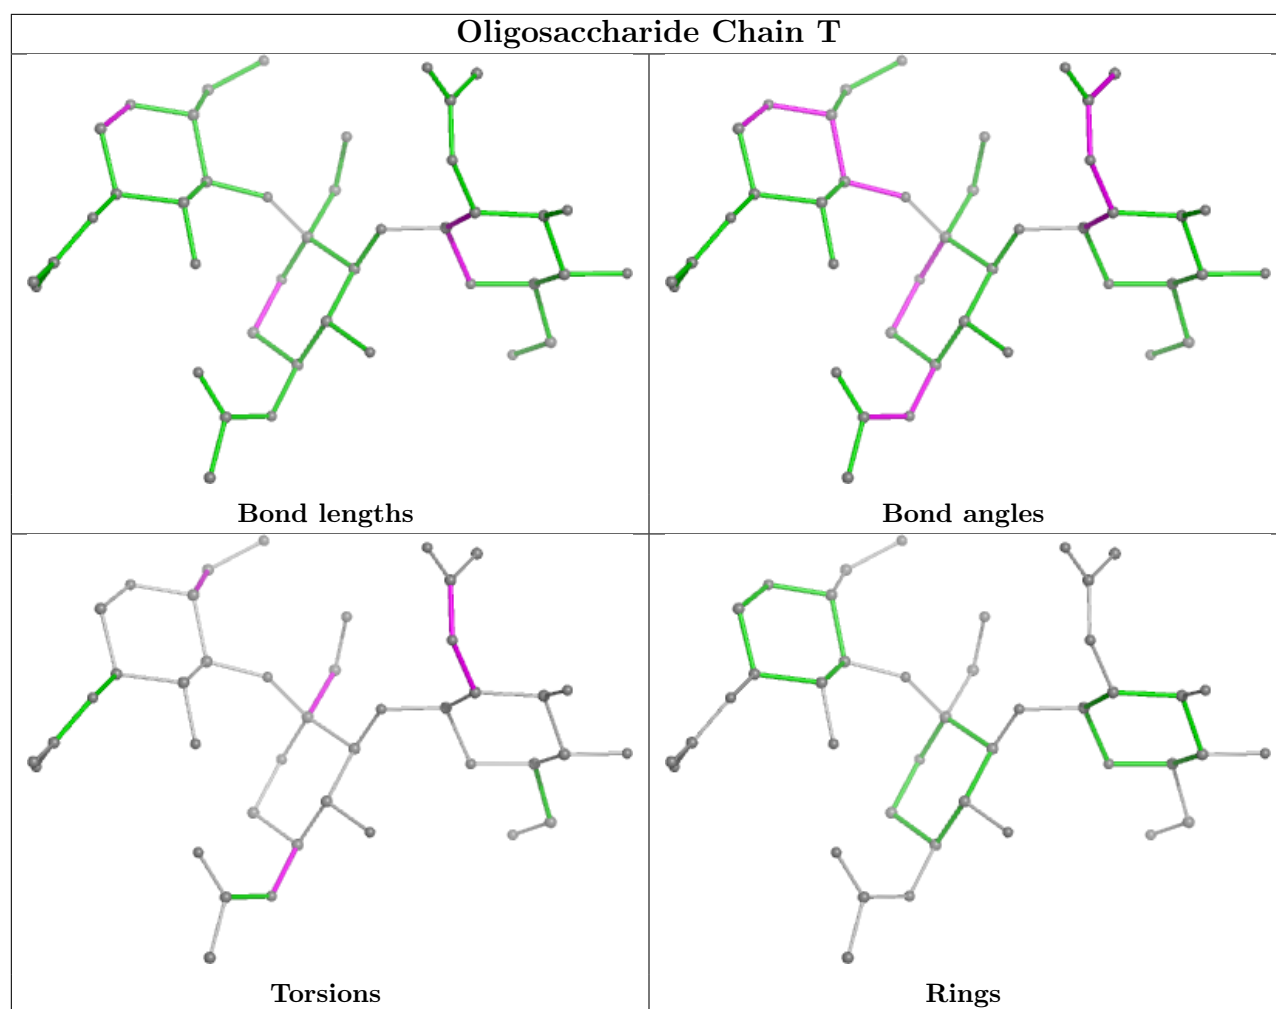 Oligosaccharide Chain T
Bond lengths
Bond angles
Torsions
Rings